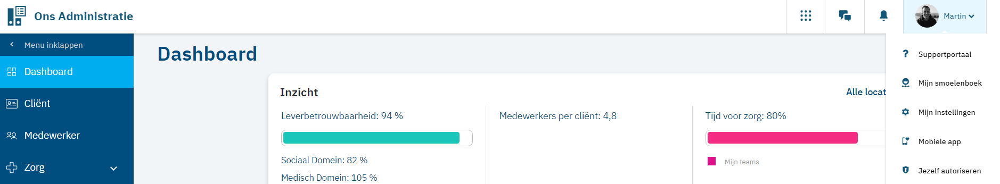 Ons Administratie
Martin
Menu inklappen
Dashboard
Cliënt
Medewerker
Zorg
Dashboard
Inzicht
Alle locat
Leverbetrouwbaarheid: 94 %
Sociaal Domein: 82 %
Medisch Domein: 105 %
Medewerkers per cliënt: 4,8
Tijd voor zorg: 80%
Mijn teams
Supportportaal
Mijn smoelenboek
Mijn instellingen
Mobiele app
Jezelf autoriseren